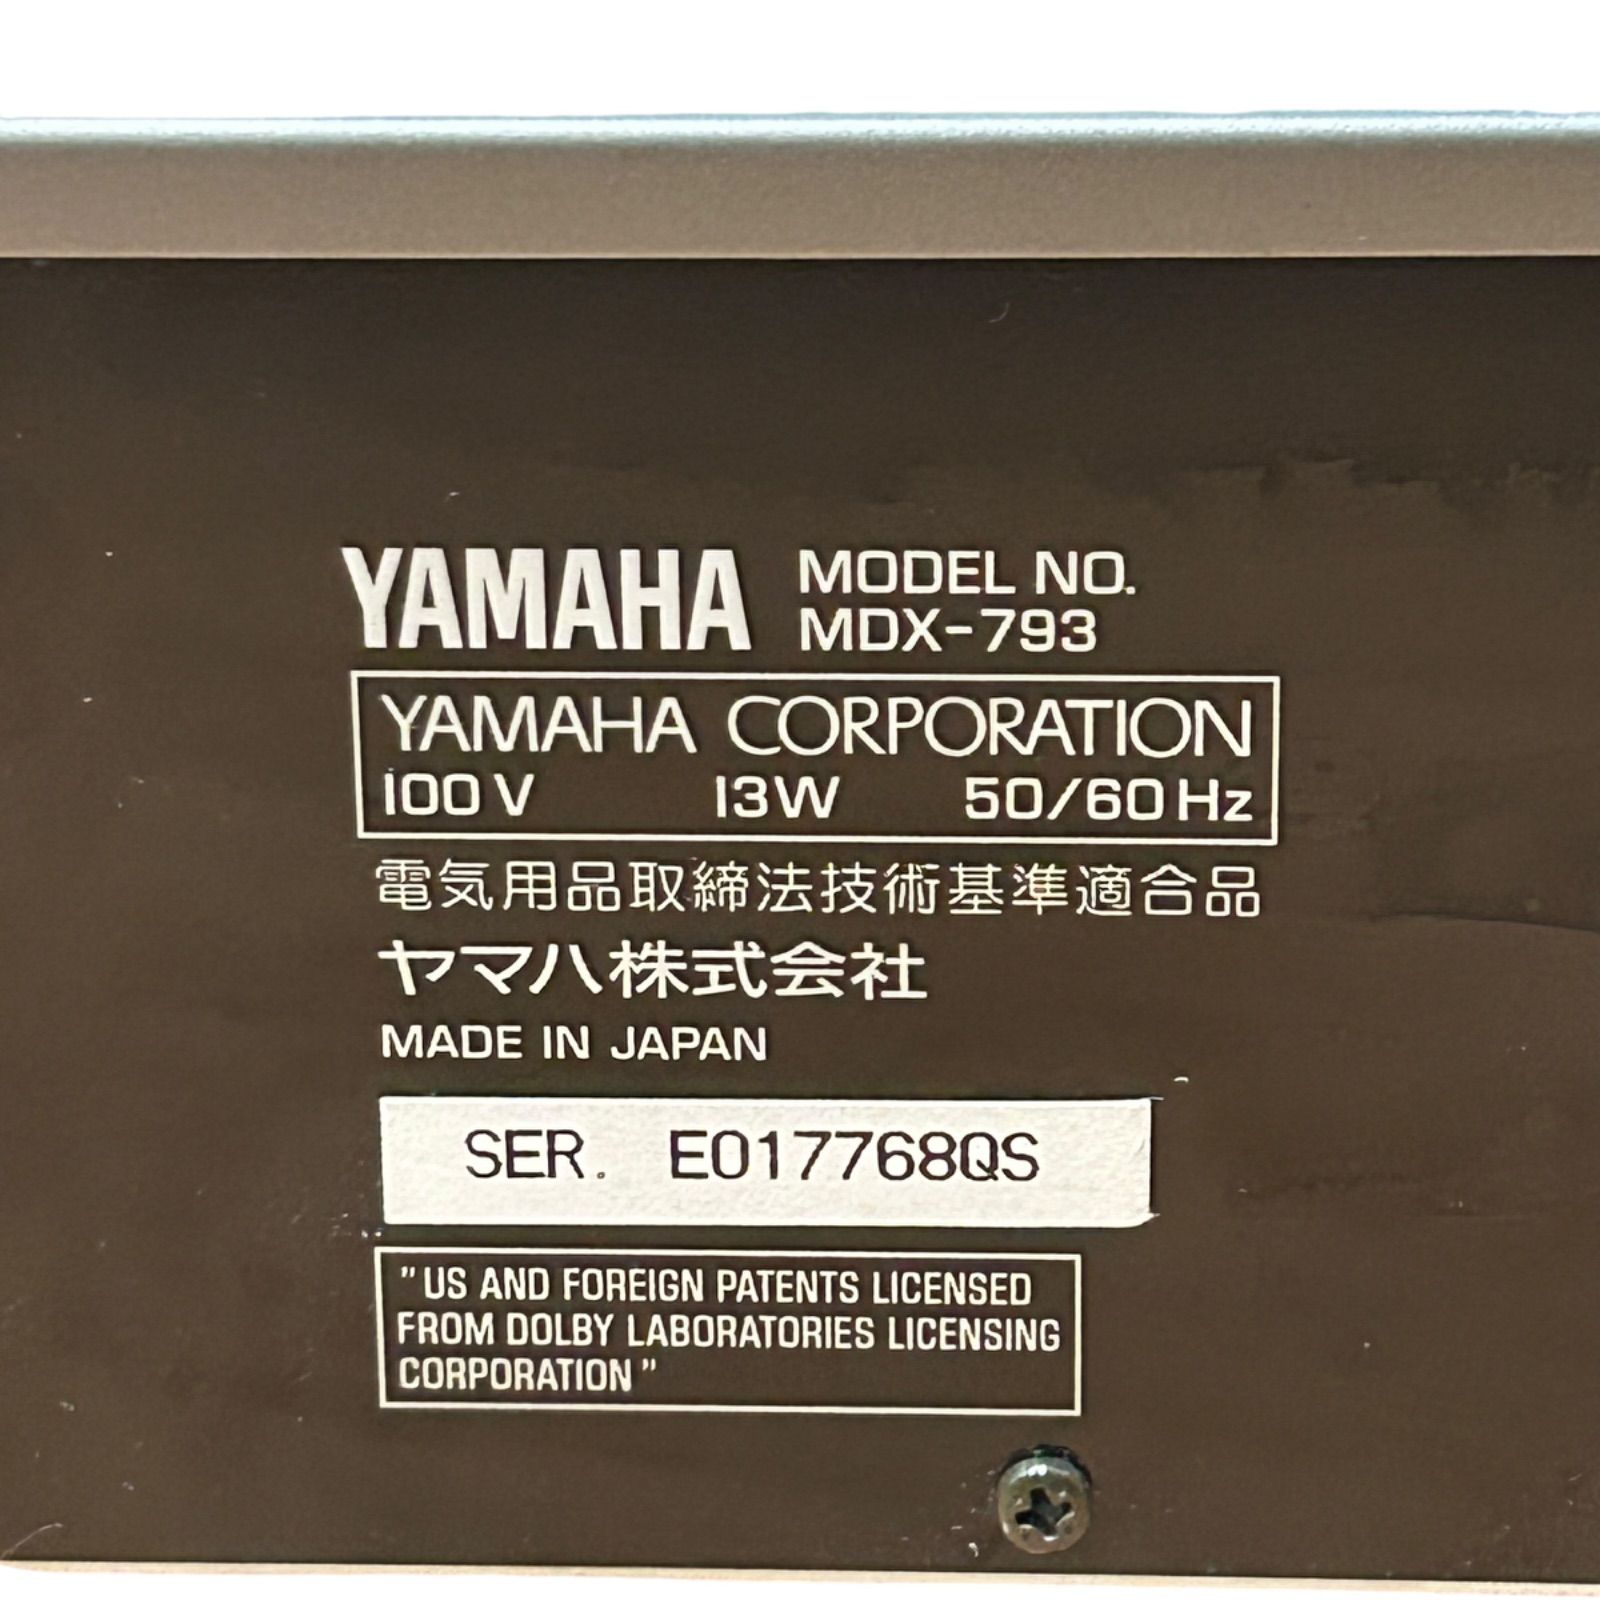 YAMAHA MODEL NO.
MDX-793
YAMAHA CORPORATION
100V 13W 50/60Hz
電気用品取締法技術基準適合品
ヤマハ株式会社
MADE IN JAPAN
SER. E017768QS
"US AND FOREIGN PATENTS LICENSED
FROM DOLBY LABORATORIES LICENSING
CORPORATION"